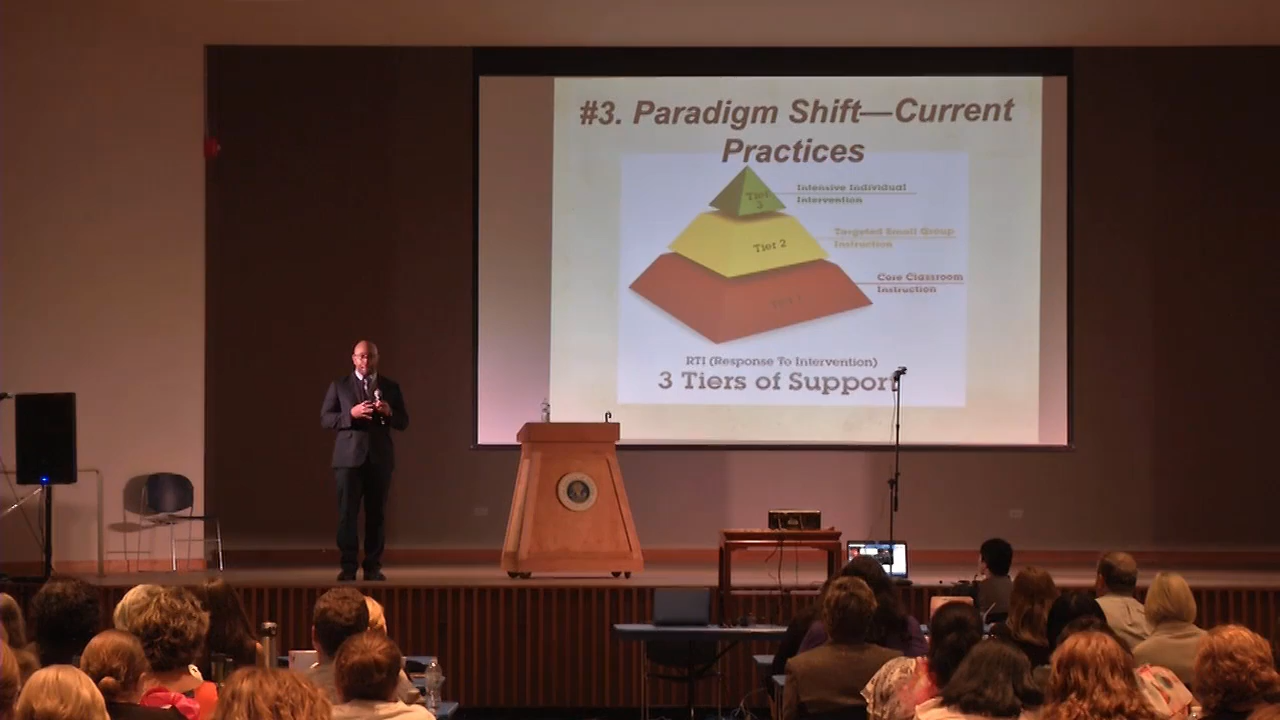 #3. Paradigm Shift—Current
Practices
Tier
3
Intensive Individual
Intervention
Tier 2
Targeted Small Group
Instruction
Core Classroom
Instruction
RTI (Response To Intervention)
3 Tiers of Support